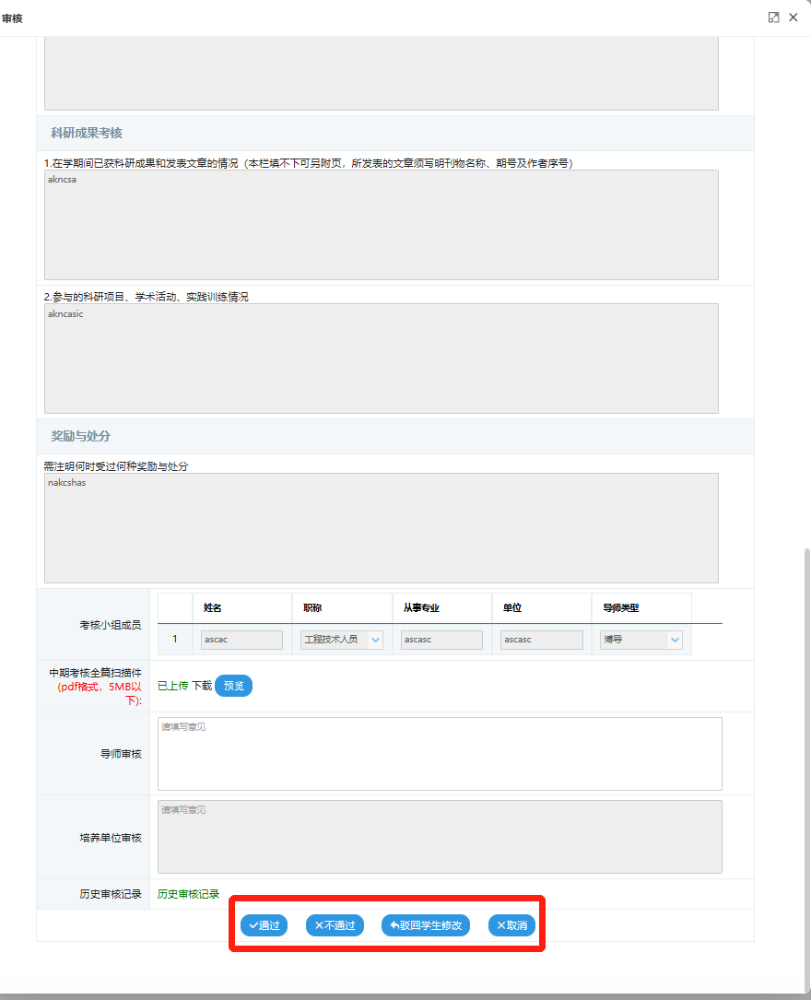 审核
科研成果考核
1.在学期间已获科研成果和发表文章的情况（本栏填不下可另附页，所发表的文章须写明刊物名称、期号及作者序号）
akncsa
2.参与的科研项目、学术活动、实践训练情况
akncasic
奖励与处分
需注明何时受过何种奖励与处分
nakcshas
考核小组成员
姓名 职称 从事专业 单位 导师类型
1 ascac 工程技术人员 ascasc ascasc 博导
中期考核全篇扫描件
(pdf格式，5MB以
下):
已上传 下载 预览
导师审核
请填写意见
培养单位审核
请填写意见
历史审核记录 历史审核记录
通过 不通过 驳回学生修改 取消